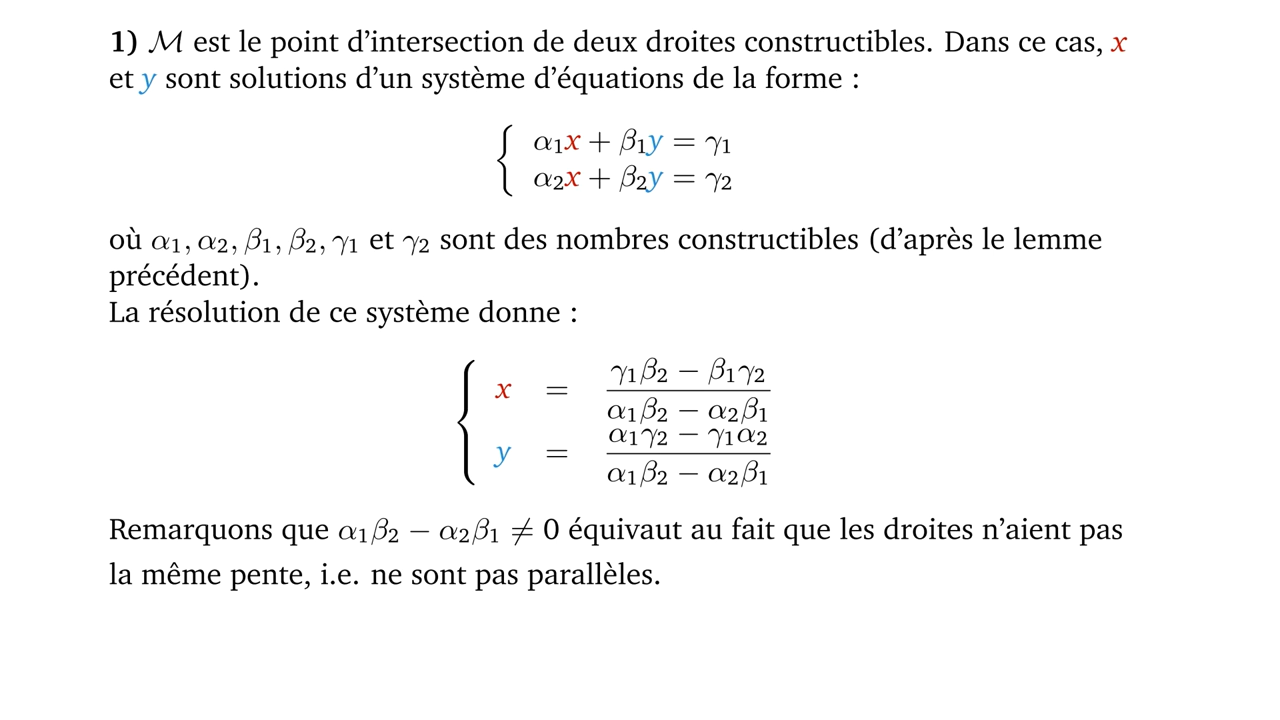 1) ℳ est le point d’intersection de deux droites constructibles. Dans ce cas, x
et y sont solutions d’un système d’équations de la forme :
α₁x + β₁y = γ₁
α₂x + β₂y = γ₂
où α₁, α₂, β₁, β₂, γ₁ et γ₂ sont des nombres constructibles (d’après le lemme
précédent).
La résolution de ce système donne :
x = (γ₁β₂ − β₁γ₂) / (α₁β₂ − α₂β₁)
y = (α₁γ₂ − γ₁α₂) / (α₁β₂ − α₂β₁)
Remarquons que α₁β₂ − α₂β₁ ≠ 0 équivaut au fait que les droites n’aient pas
la même pente, i.e. ne sont pas parallèles.